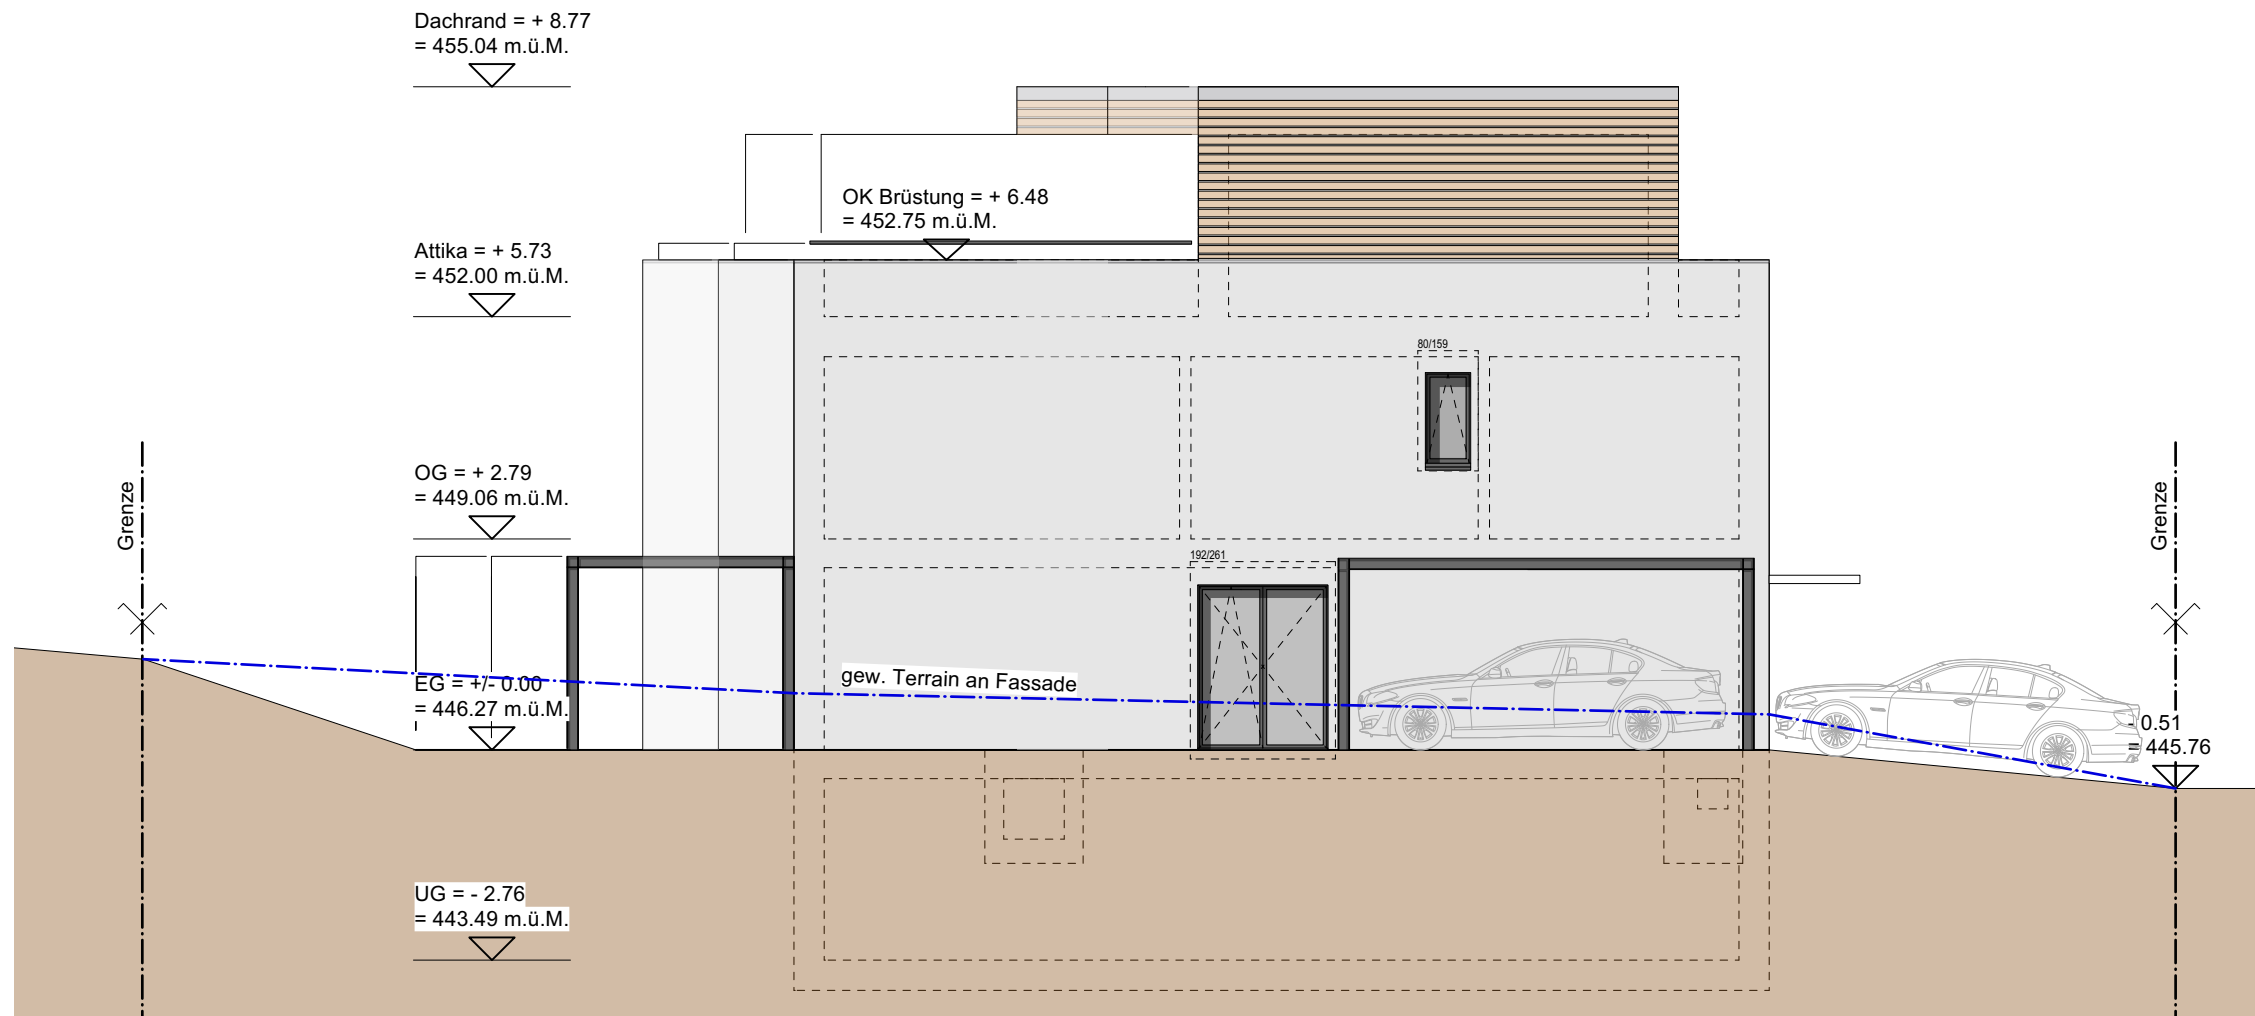 Dachrand = + 8.77
= 455.04 m.ü.M.
OK Brüstung = + 6.48
= 452.75 m.ü.M.
Attika = + 5.73
= 452.00 m.ü.M.
80/159
OG = + 2.79
= 449.06 m.ü.M.
Grenze
Grenze
192/261
gew. Terrain an Fassade
EG = +/- 0.00
= 446.27 m.ü.M.
- 0.51
= 445.76
UG = - 2.76
= 443.49 m.ü.M.